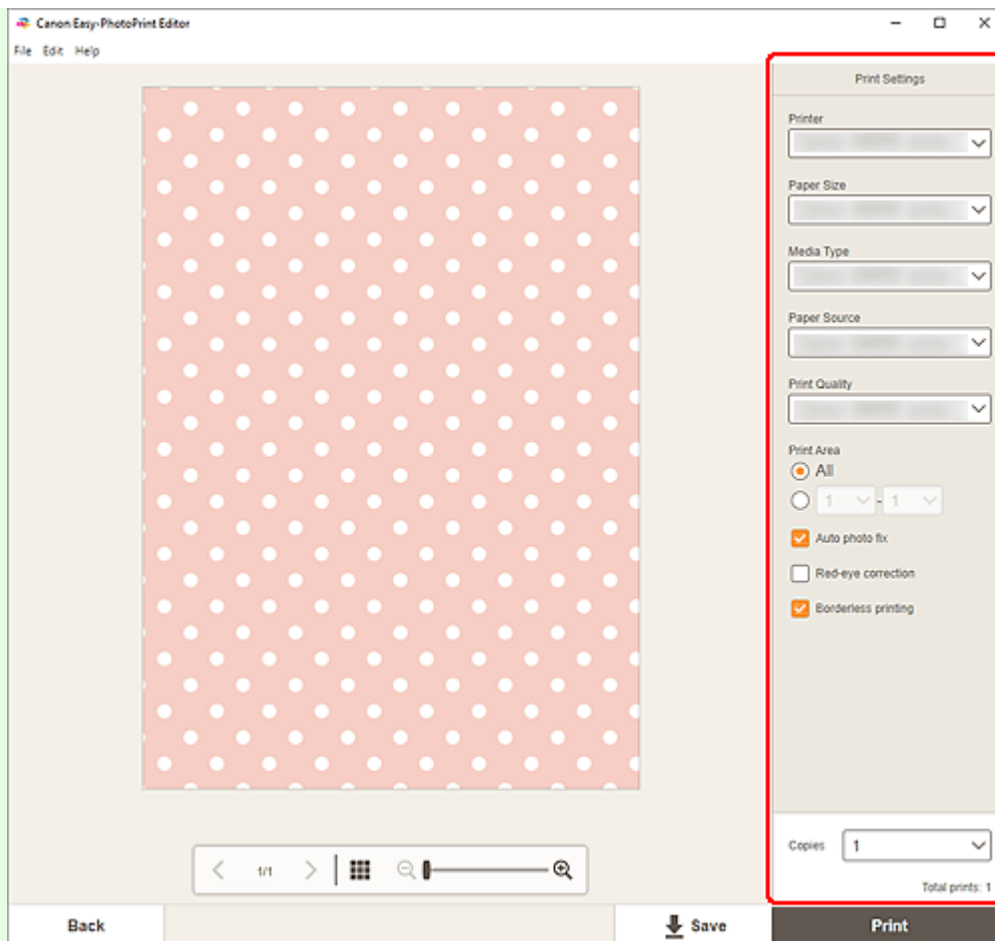 Canon Easy-PhotoPrint Editor
File Edit Help
Print Settings
Printer
Paper Size
Media Type
Paper Source
Print Quality
Print Area
All
1 - 1
Auto photo fix
Red-eye correction
Borderless printing
Copies 1
Total prints: 1
1/1
Back
Save
Print